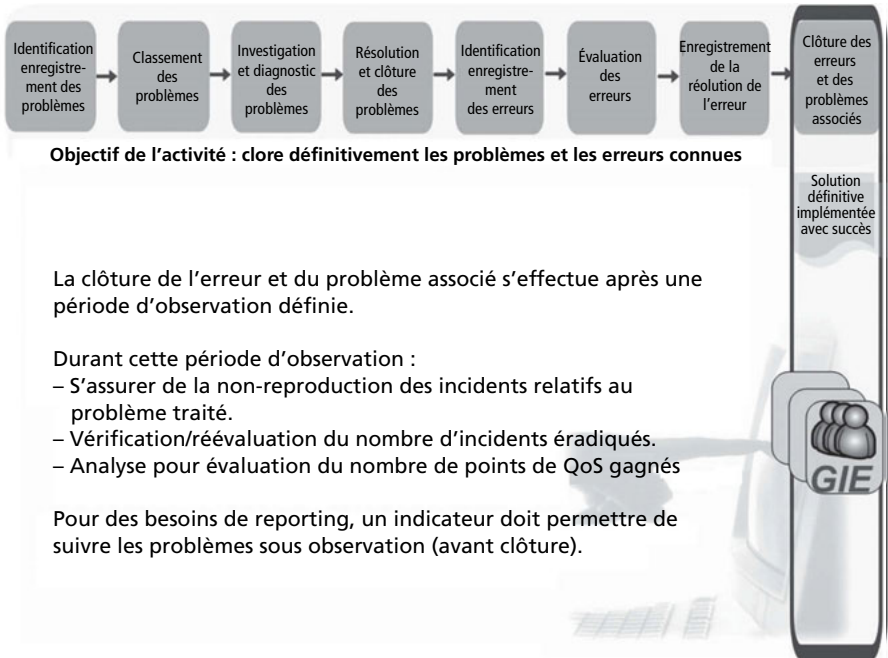 Identification
enregistre-
ment des
problèmes
Classement
des
problèmes
Investigation
et diagnostic
des
problèmes
Résolution
et clôture
des
problèmes
Identification
enregistre-
ment
des erreurs
Évaluation
des
erreurs
Enregistrement
de la
réolution de
l’erreur
Clôture des
erreurs
et des
problèmes
associés
Objectif de l’activité : clore définitivement les problèmes et les erreurs connues
Solution
définitive
implémentée
avec succès
La clôture de l’erreur et du problème associé s’effectue après une
période d’observation définie.
Durant cette période d’observation :
– S’assurer de la non-reproduction des incidents relatifs au
problème traité.
– Vérification/réévaluation du nombre d’incidents éradiqués.
– Analyse pour évaluation du nombre de points de QoS gagnés
Pour des besoins de reporting, un indicateur doit permettre de
suivre les problèmes sous observation (avant clôture).
GIE